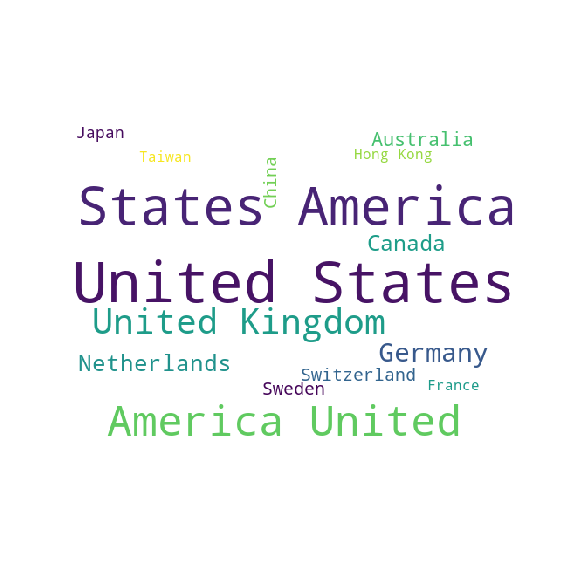 Japan
Australia
Taiwan
Hong Kong
China
States America
Canada
United States
United Kingdom
Germany
Netherlands
Switzerland
Sweden
France
America United